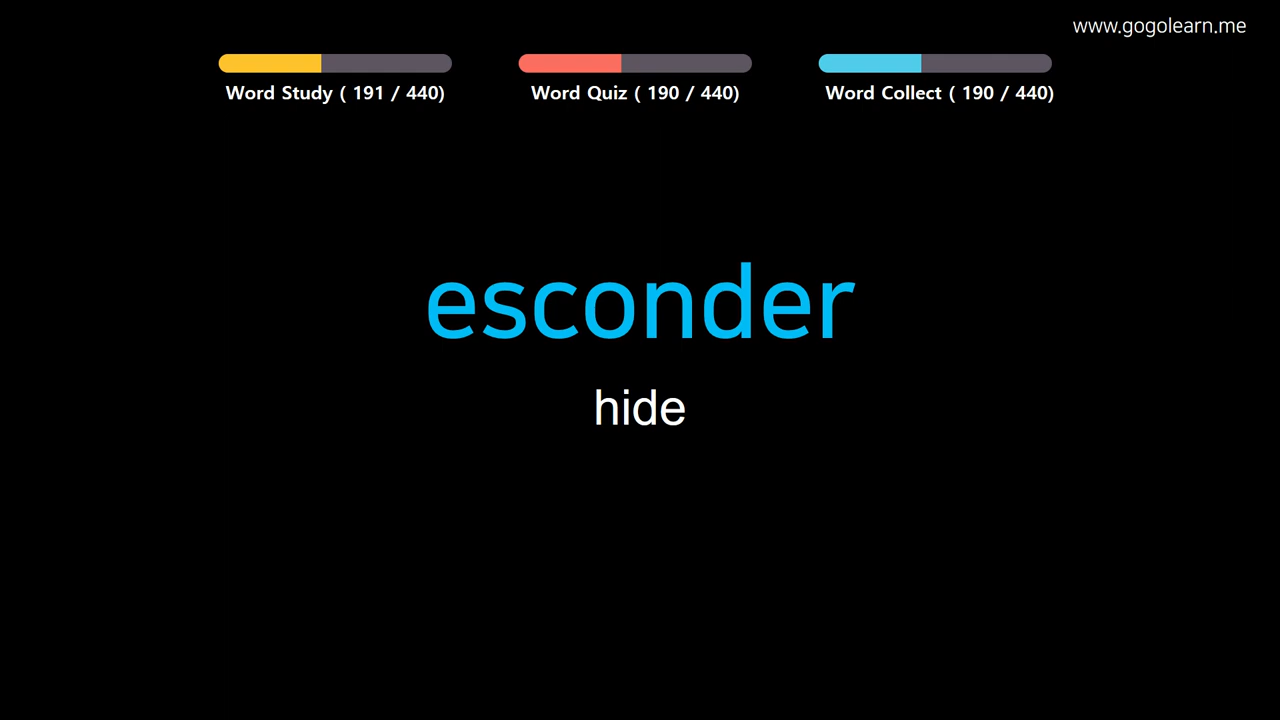 www.gogolearn.me
Word Study ( 191 / 440)
Word Quiz ( 190 / 440)
Word Collect ( 190 / 440)
esconder
hide